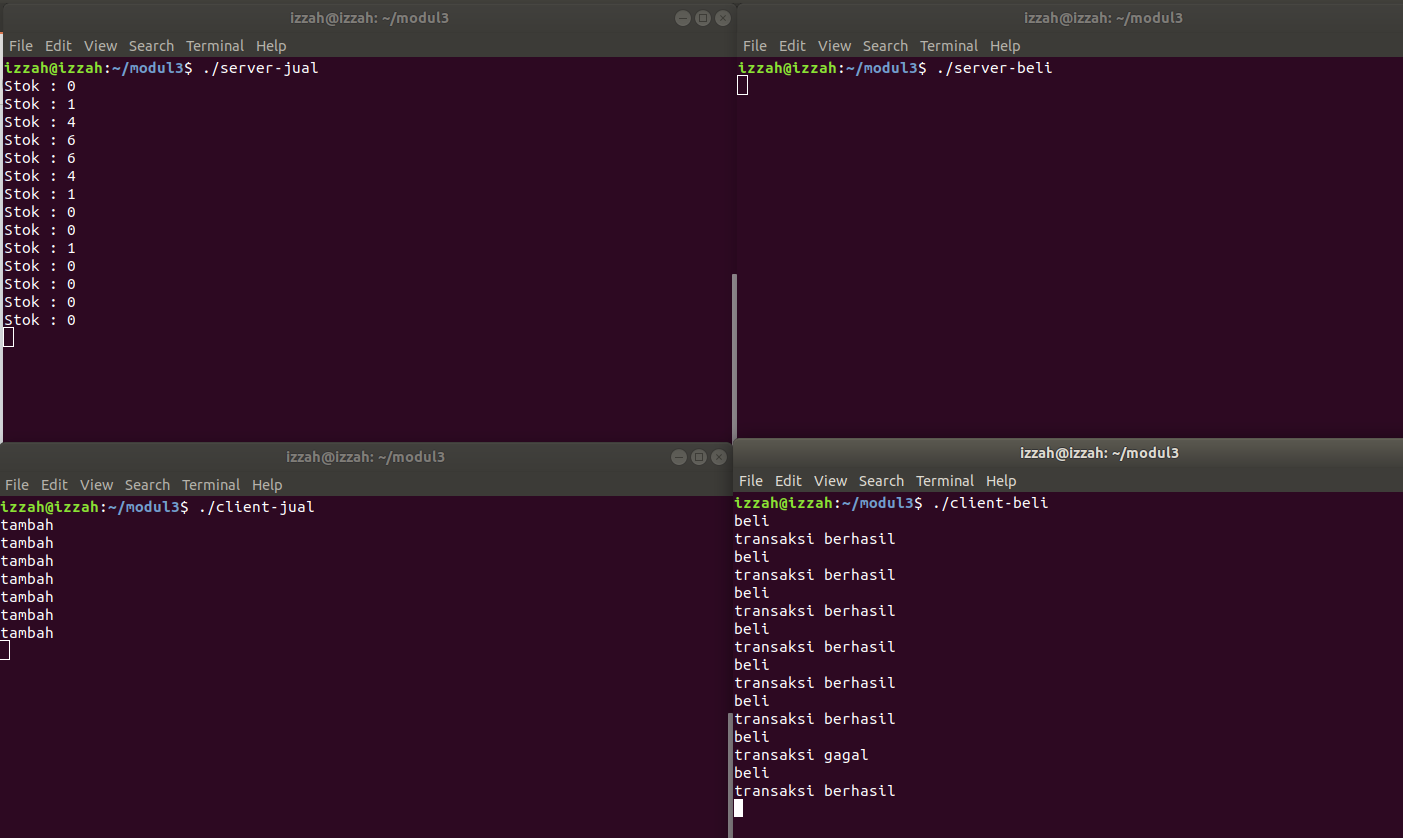 izzah@izzah: ~/modul3
File Edit View Search Terminal Help
izzah@izzah:~/modul3$ ./server-jual
Stok : 0
Stok : 1
Stok : 4
Stok : 6
Stok : 6
Stok : 4
Stok : 1
Stok : 0
Stok : 0
Stok : 1
Stok : 0
Stok : 0
Stok : 0
Stok : 0
izzah@izzah: ~/modul3
File Edit View Search Terminal Help
izzah@izzah:~/modul3$ ./server-beli
izzah@izzah: ~/modul3
File Edit View Search Terminal Help
izzah@izzah:~/modul3$ ./client-jual
tambah
tambah
tambah
tambah
tambah
tambah
tambah
izzah@izzah: ~/modul3
File Edit View Search Terminal Help
izzah@izzah:~/modul3$ ./client-beli
beli
transaksi berhasil
beli
transaksi berhasil
beli
transaksi berhasil
beli
transaksi berhasil
beli
transaksi berhasil
beli
transaksi berhasil
beli
transaksi gagal
beli
transaksi berhasil